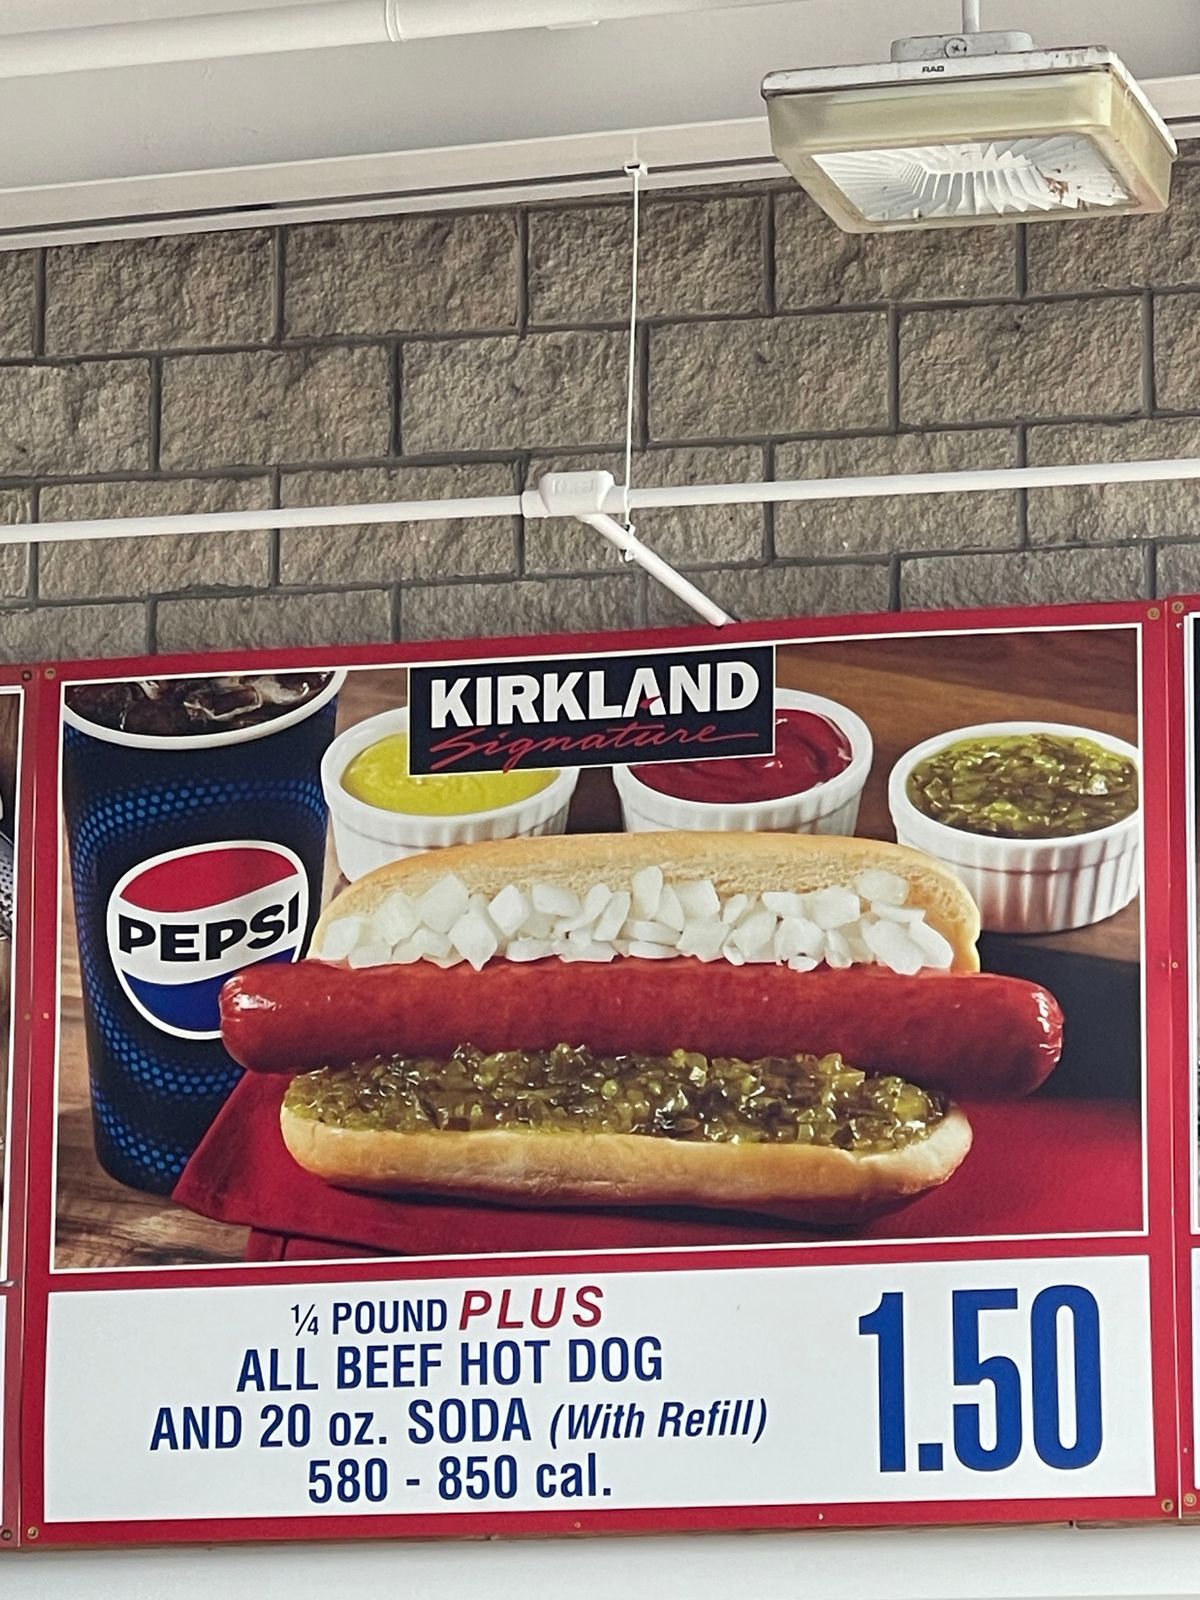 RAB
KIRKLAND
Signature
PEPSI
¼ POUND PLUS
ALL BEEF HOT DOG
AND 20 oz. SODA (With Refill)
580 - 850 cal.
1.50